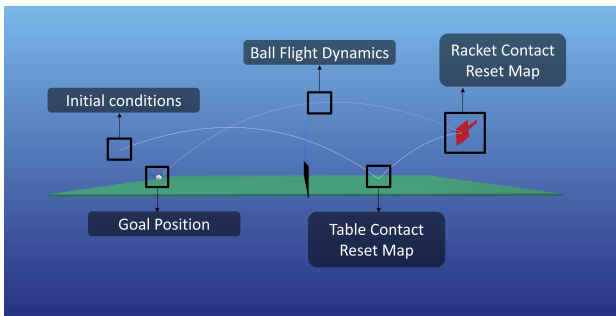 Ball Flight Dynamics
Racket Contact
Reset Map
Initial conditions
Goal Position
Table Contact
Reset Map